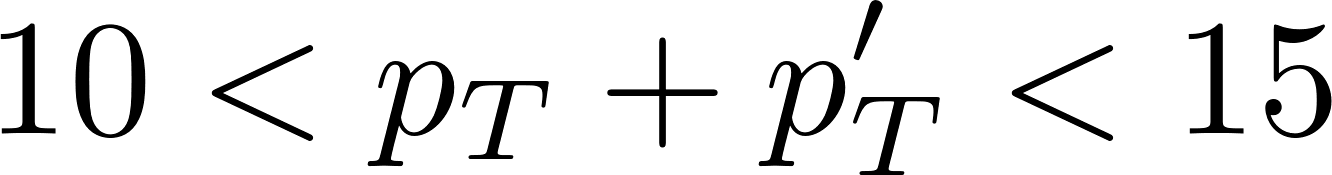 10 < p_T + p'_T < 15